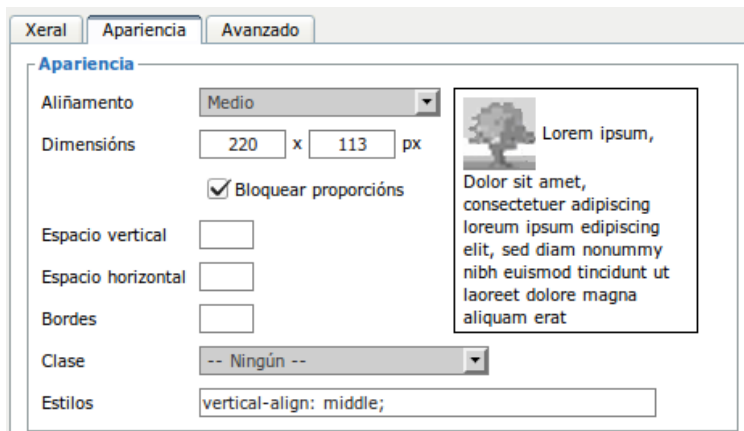 Xeral Apariencia Avanzado
Apariencia
Aliñamento Medio
Dimensións 220 x 113 px
Bloquear proporcións
Espacio vertical
Espacio horizontal
Bordes
Clase -- Ningún --
Estilos vertical-align: middle;
Lorem ipsum,
Dolor sit amet,
consectetuer adipiscing
loreum ipsum edipiscing
elit, sed diam nonummy
nibh euismod tincidunt ut
laoreet dolore magna
aliquam erat